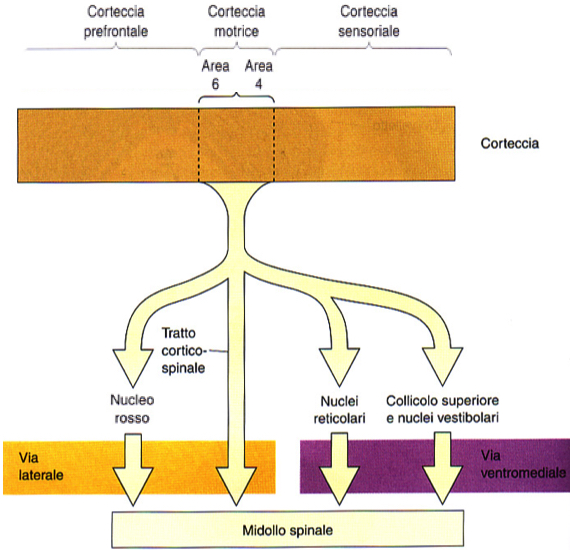 Corteccia
prefrontale
Corteccia
motrice
Corteccia
sensoriale
Area
6
Area
4
Corteccia
Tratto
cortico-
spinale
Nucleo
rosso
Nuclei
reticolari
Collicolo superiore
e nuclei vestibolari
Via
laterale
Via
ventromediale
Midollo spinale